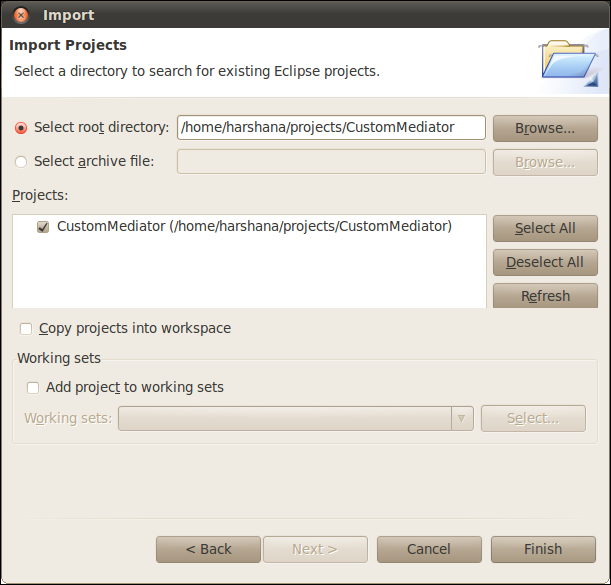 Import
Import Projects
Select a directory to search for existing Eclipse projects.
Select root directory: /home/harshana/projects/CustomMediator Browse...
Select archive file: Browse...
Projects:
CustomMediator (/home/harshana/projects/CustomMediator)
Select All
Deselect All
Refresh
Copy projects into workspace
Working sets
Add project to working sets
Working sets: Select...
< Back Next > Cancel Finish